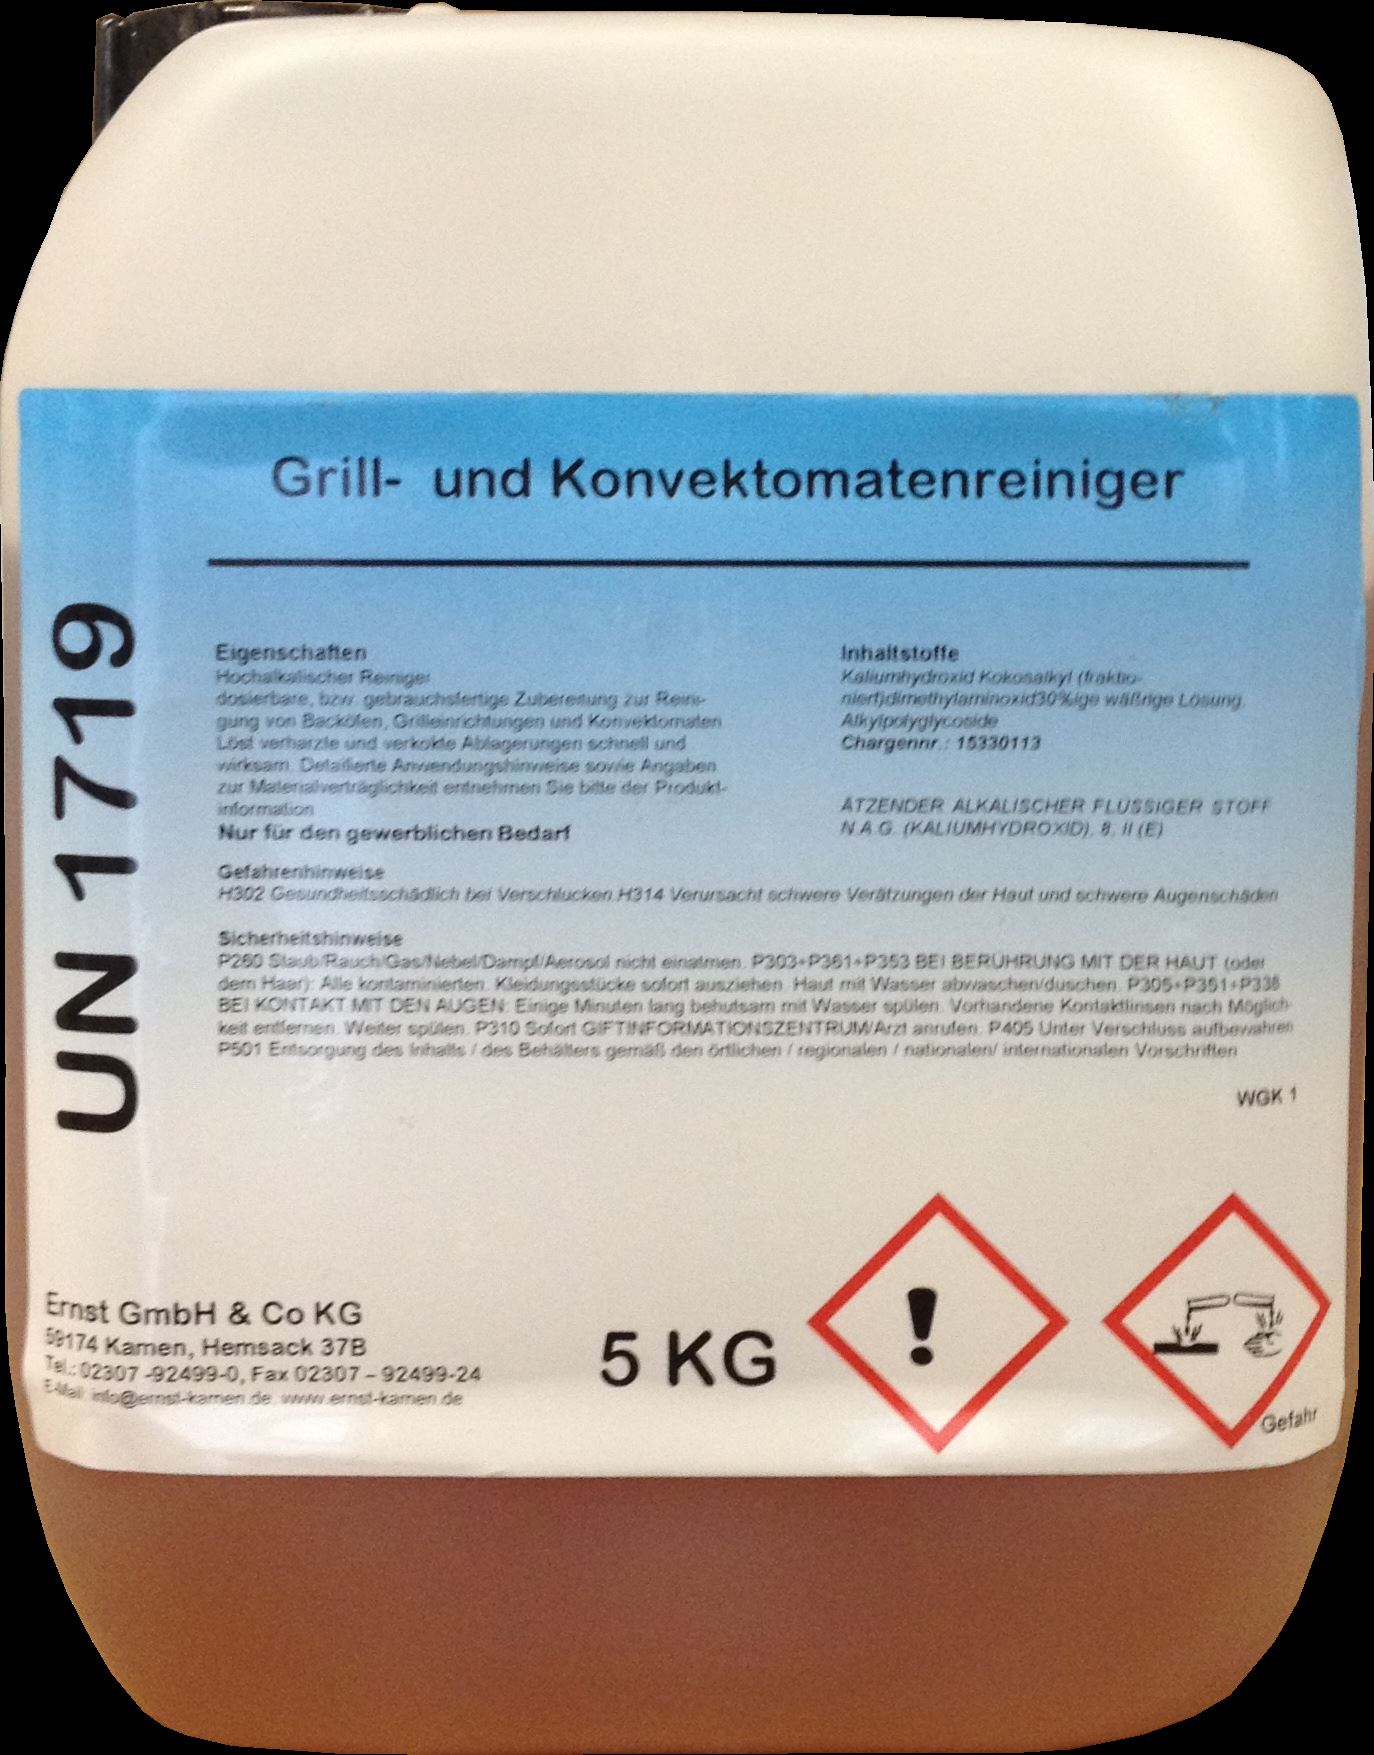 Grill- und Konvektomatenreiniger
UN 1719
Eigenschaften
Hochalkalischer Reiniger
dosierbare, bzw. gebrauchsfertige Zubereitung zur Reini-
gung von Backöfen, Grilleinrichtungen und Konvektomaten
Löst verharzte und verkokte Ablagerungen schnell und
wirksam. Detailierte Anwendungshinweise sowie Angaben
zur Materialverträglichkeit entnehmen Sie bitte der Produkt-
information
Nur für den gewerblichen Bedarf
Inhaltstoffe
Kaliumhydroxid Kokosalkyl (fraktio-
niert)dimethylaminoxid30%ige wäßrige Lösung,
Alkylpolyglycoside
Chargennr.: 15330113
ÄTZENDER ALKALISCHER FLÜSSIGER STOFF
N.A.G. (KALIUMHYDROXID), 8, II (E)
Gefahrenhinweise
H302 Gesundheitsschädlich bei Verschlucken.H314 Verursacht schwere Verätzungen der Haut und schwere Augenschäden
Sicherheitshinweise
P260 Staub/Rauch/Gas/Nebel/Dampf/Aerosol nicht einatmen. P303+P361+P353 BEI BERÜHRUNG MIT DER HAUT (oder
dem Haar): Alle kontaminierten. Kleidungsstücke sofort ausziehen. Haut mit Wasser abwaschen/duschen. P305+P351+P338
BEI KONTAKT MIT DEN AUGEN: Einige Minuten lang behutsam mit Wasser spülen. Vorhandene Kontaktlinsen nach Möglich-
keit entfernen. Weiter spülen. P310 Sofort GIFTINFORMATIONSZENTRUM/Arzt anrufen. P405 Unter Verschluss aufbewahren
P501 Entsorgung des Inhalts / des Behälters gemäß den örtlichen / regionalen / nationalen/ internationalen Vorschriften
WGK 1
Ernst GmbH & Co KG
59174 Kamen, Hemsack 37B
Tel.: 02307 -92499-0, Fax 02307 – 92499-24
E-Mail: info@ernst-kamen.de, www.ernst-kamen.de
5 KG
!
Gefahr